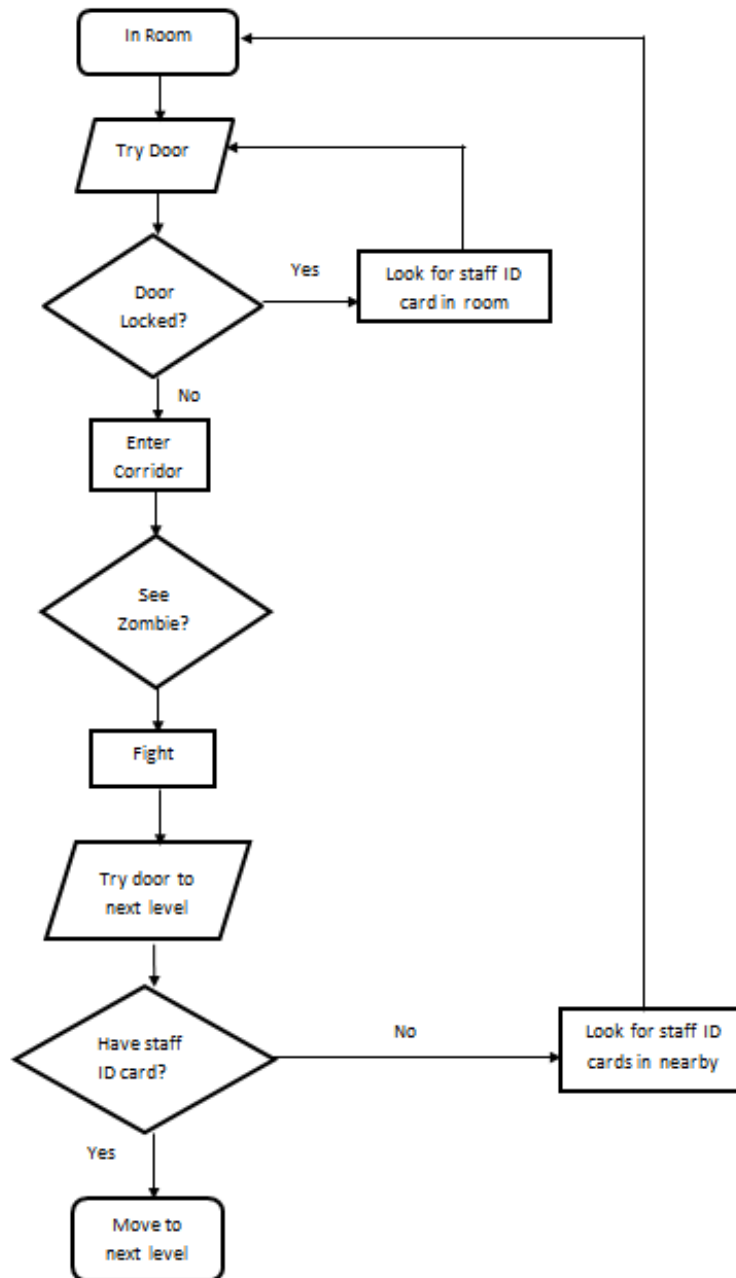 In Room
Try Door
Door
Locked?
Yes
Look for staff ID
card in room
No
Enter
Corridor
See
Zombie?
Fight
Try door to
next level
Have staff
ID card?
No
Look for staff ID
cards in nearby
Yes
Move to
next level